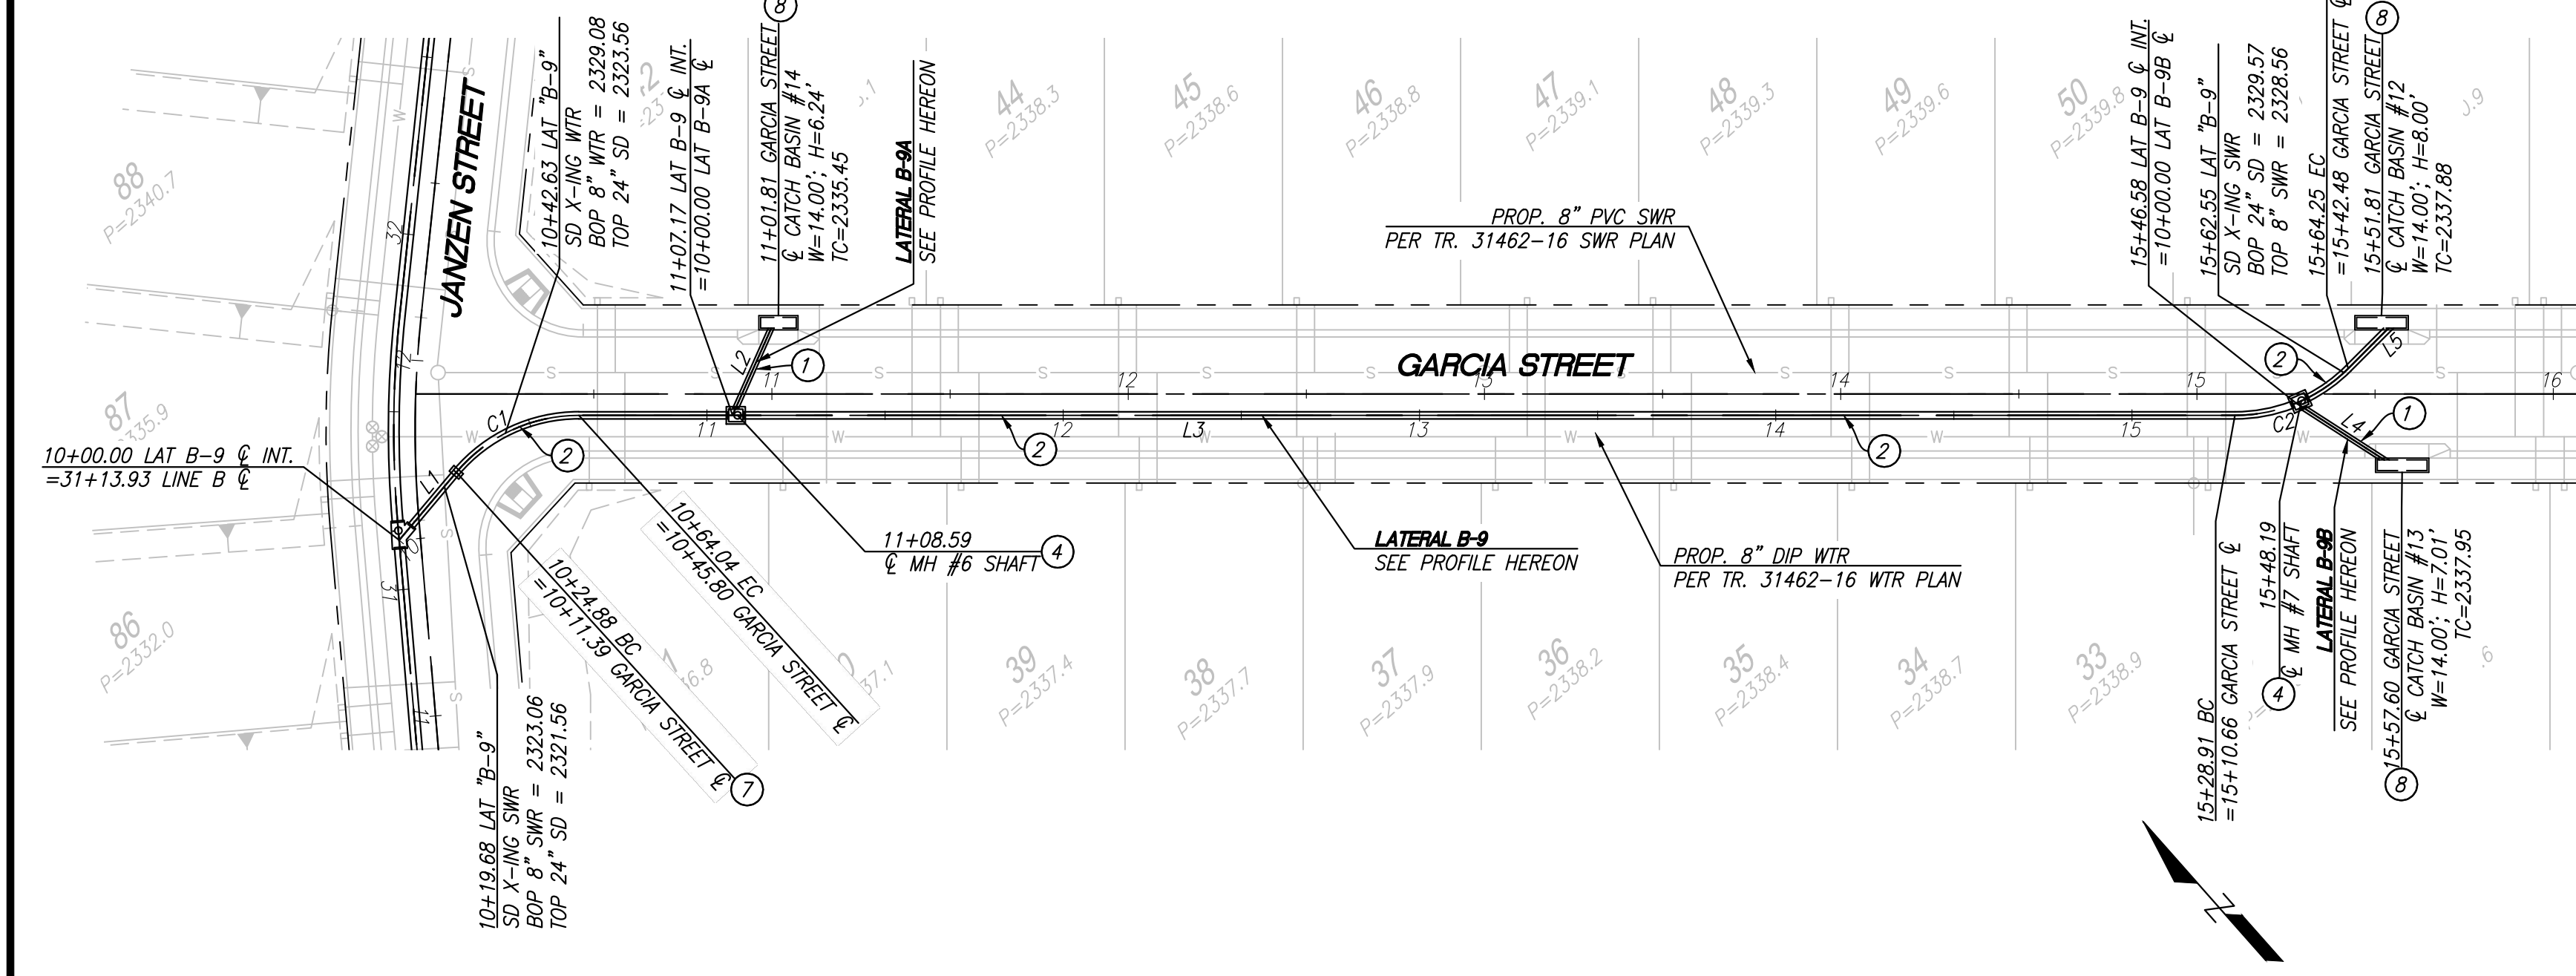 8
10+42.63 LAT "B-9"
SD X-ING WTR
BOP 8" WTR = 2329.08
TOP 24" SD = 2323.56
11+07.17 LAT B-9 ℄ INT.
=10+00.00 LAT B-9A ℄
11+01.81 GARCIA STREET
℄ CATCH BASIN #14
W=14.00'; H=6.24'
TC=2335.45
LATERAL B-9A
SEE PROFILE HEREON
44
P=2338.3
45
P=2338.6
46
P=2338.8
47
P=2339.1
48
P=2339.3
49
P=2339.6
50
P=2339.8
15+46.58 LAT B-9 ℄ INT.
=10+00.00 LAT B-9B ℄
15+62.55 LAT "B-9"
SD X-ING SWR
BOP 24" SD = 2329.57
TOP 8" SWR = 2328.56
15+64.25 EC
=15+42.48 GARCIA STREET ℄
8
15+51.81 GARCIA STREET
℄ CATCH BASIN #12
W=14.00'; H=8.00'
TC=2337.88
88
P=2340.7
JANZEN STREET
32
12
PROP. 8" PVC SWR
PER TR. 31462-16 SWR PLAN
GARCIA STREET
L2
1
11
12
13
14
15
16
2
L5
S S S S S S S S S S
87
2335.9
C1
2
11
12
L3
13
14
15
2
2
C2
L4
1
W W W W W W
10+00.00 LAT B-9 ℄ INT.
=31+13.93 LINE B ℄
L1
31
11
86
P=2332.0
10+64.04 EC
=10+45.80 GARCIA STREET ℄
10+24.88 BC
=10+11.39 GARCIA STREET ℄
7
11+08.59
℄ MH #6 SHAFT
4
LATERAL B-9
SEE PROFILE HEREON
PROP. 8" DIP WTR
PER TR. 31462-16 WTR PLAN
39
P=2337.4
38
P=2337.7
37
P=2337.9
36
P=2338.2
35
P=2338.4
34
P=2338.7
33
P=2338.9
10+19.68 LAT "B-9"
SD X-ING SWR
BOP 8" SWR = 2323.06
TOP 24" SD = 2321.56
15+28.91 BC
=15+10.66 GARCIA STREET ℄
15+48.19
℄ MH #7 SHAFT
4
LATERAL B-9B
SEE PROFILE HEREON
15+57.60 GARCIA STREET
℄ CATCH BASIN #13
W=14.00'; H=7.01'
TC=2337.95
8